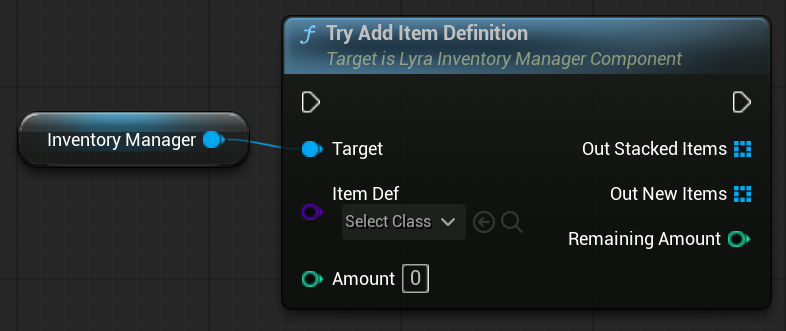 Try Add Item Definition
Target is Lyra Inventory Manager Component
Inventory Manager
Target
Out Stacked Items
Item Def
Out New Items
Select Class
Remaining Amount
Amount 0